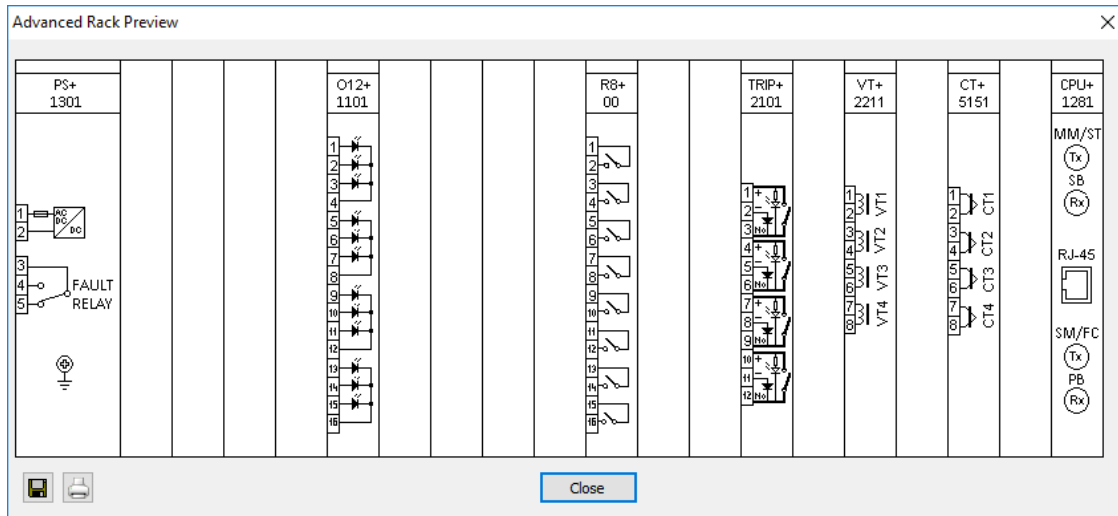 Advanced Rack Preview
PS+
1301
1
AC
DC
DC
2
3
4
5
FAULT
RELAY
O12+
1101
1
2
3
4
5
6
7
8
9
10
11
12
13
14
15
16
R8+
00
1
2
3
4
5
6
7
8
9
10
11
12
13
14
15
16
TRIP+
2101
1
+
2
-
3
No
4
+
5
-
6
No
7
+
8
-
9
No
10
+
11
-
12
No
VT+
2211
1
2
VT1
3
4
VT2
5
6
VT3
7
8
VT4
CT+
5151
1
2
CT1
3
4
CT2
5
6
CT3
7
8
CT4
CPU+
1281
MM/ST
Tx
SB
Rx
RJ-45
SM/FC
Tx
PB
Rx
Close